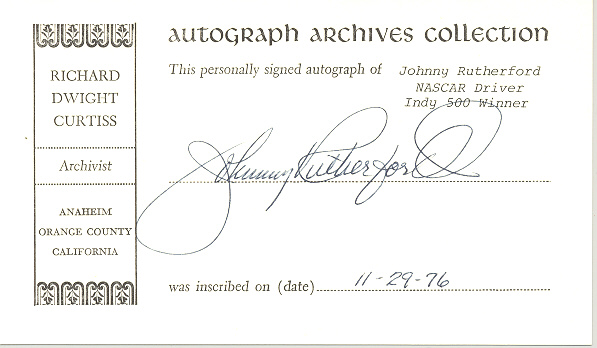 AUTOGRAPH ARCHIVES COLLECTION
RICHARD
DWIGHT
CURTISS
Archivist
ANAHEIM
ORANGE COUNTY
CALIFORNIA
This personally signed autograph of Johnny Rutherford
NASCAR Driver
Indy 500 Winner
Johnny Rutherford
was inscribed on (date) 11-29-76